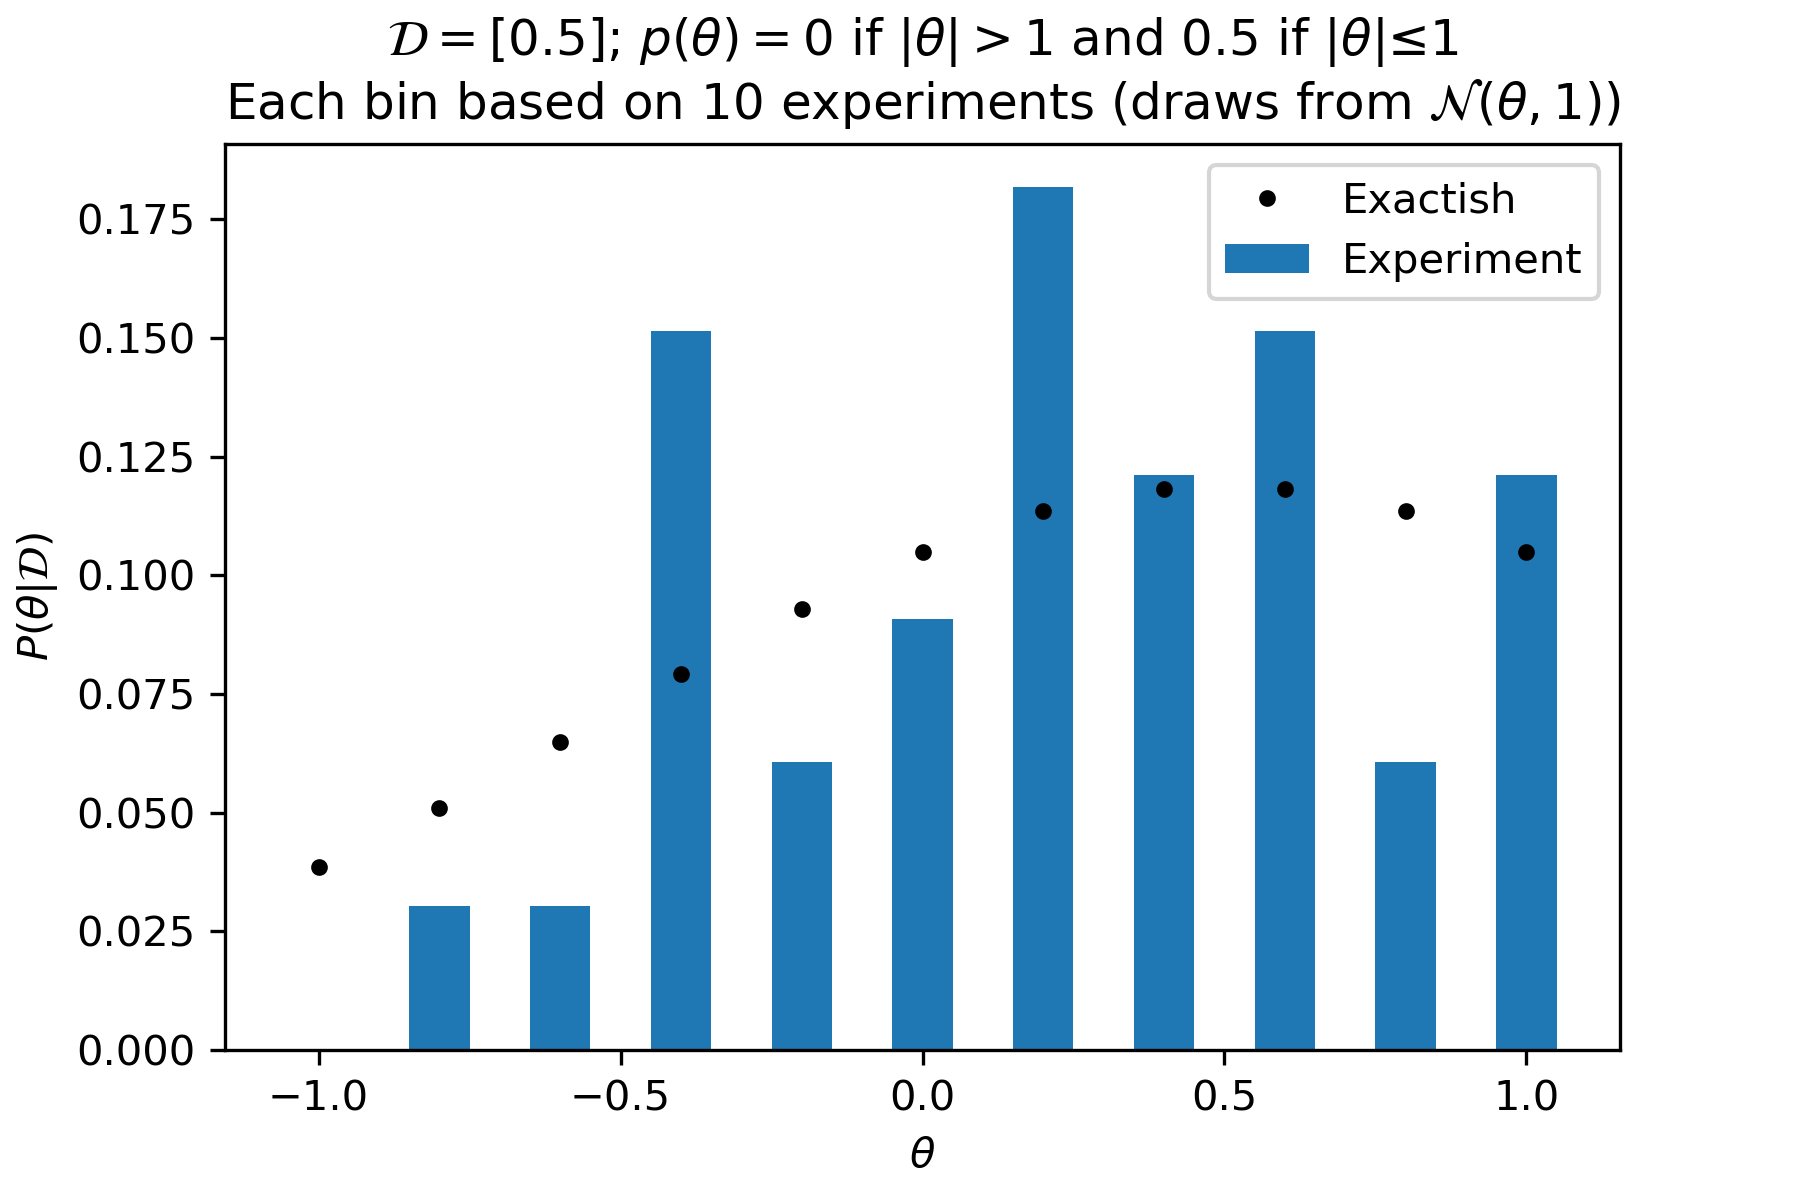 𝒟 = [0.5]; p(θ) = 0 if |θ| > 1 and 0.5 if |θ|≤1
Each bin based on 10 experiments (draws from 𝒩(θ, 1))
Exactish
Experiment
P(θ|𝒟)
0.175
0.150
0.125
0.100
0.075
0.050
0.025
0.000
−1.0 −0.5 0.0 0.5 1.0
θ